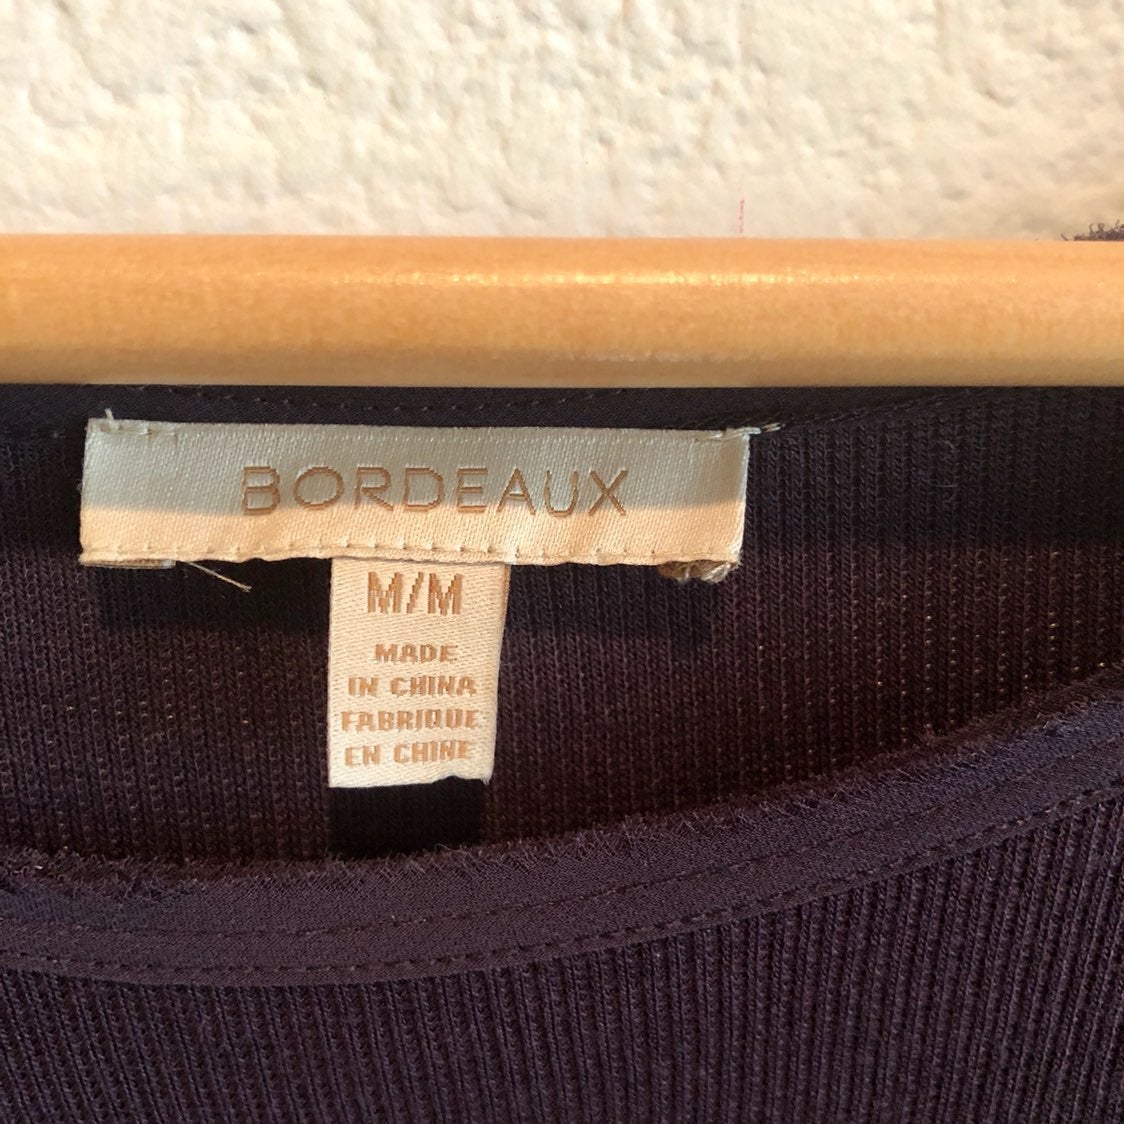 BORDEAUX
M/M
MADE
IN CHINA
FABRIQUE
EN CHINE